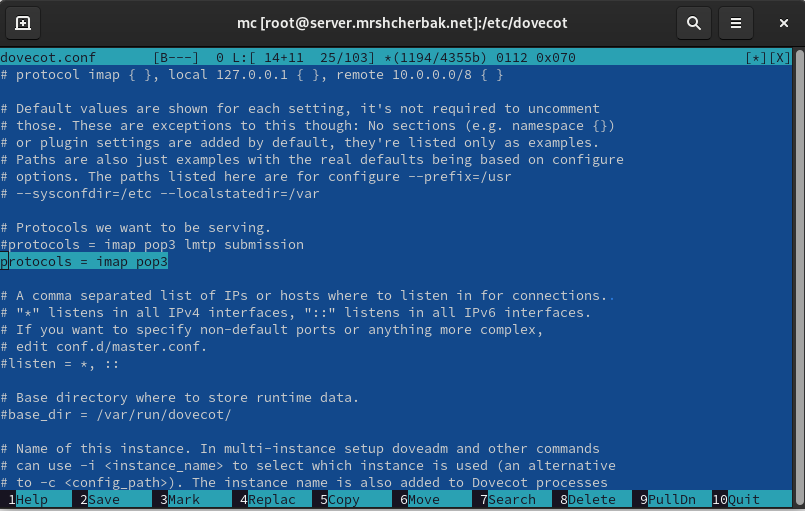 mc [root@server.mrshcherbak.net]:/etc/dovecot
dovecot.conf [B---] 0 L:[ 14+11 25/103] *(1194/4355b) 0112 0x070 [*][X]
# protocol imap { }, local 127.0.0.1 { }, remote 10.0.0.0/8 { }
# Default values are shown for each setting, it's not required to uncomment
# those. These are exceptions to this though: No sections (e.g. namespace {})
# or plugin settings are added by default, they're listed only as examples.
# Paths are also just examples with the real defaults being based on configure
# options. The paths listed here are for configure --prefix=/usr
# --sysconfdir=/etc --localstatedir=/var
# Protocols we want to be serving.
#protocols = imap pop3 lmtp submission
protocols = imap pop3
# A comma separated list of IPs or hosts where to listen in for connections..
# "*" listens in all IPv4 interfaces, "::" listens in all IPv6 interfaces.
# If you want to specify non-default ports or anything more complex,
# edit conf.d/master.conf.
#listen = *, ::
# Base directory where to store runtime data.
#base_dir = /var/run/dovecot/
# Name of this instance. In multi-instance setup doveadm and other commands
# can use -i <instance_name> to select which instance is used (an alternative
# to -c <config_path>). The instance name is also added to Dovecot processes
1Help 2Save 3Mark 4Replac 5Copy 6Move 7Search 8Delete 9PullDn 10Quit